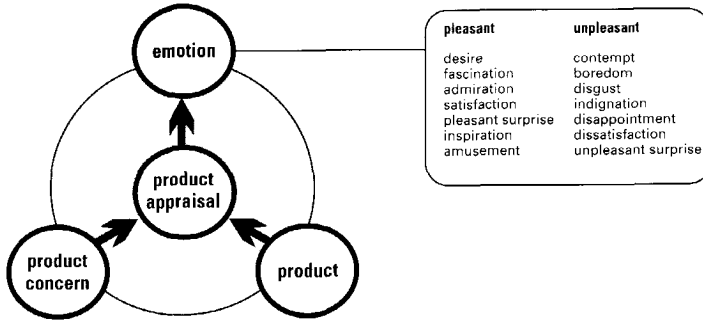 emotion
product
appraisal
product
concern
product
pleasant unpleasant
desire contempt
fascination boredom
admiration disgust
satisfaction indignation
pleasant surprise disappointment
inspiration dissatisfaction
amusement unpleasant surprise